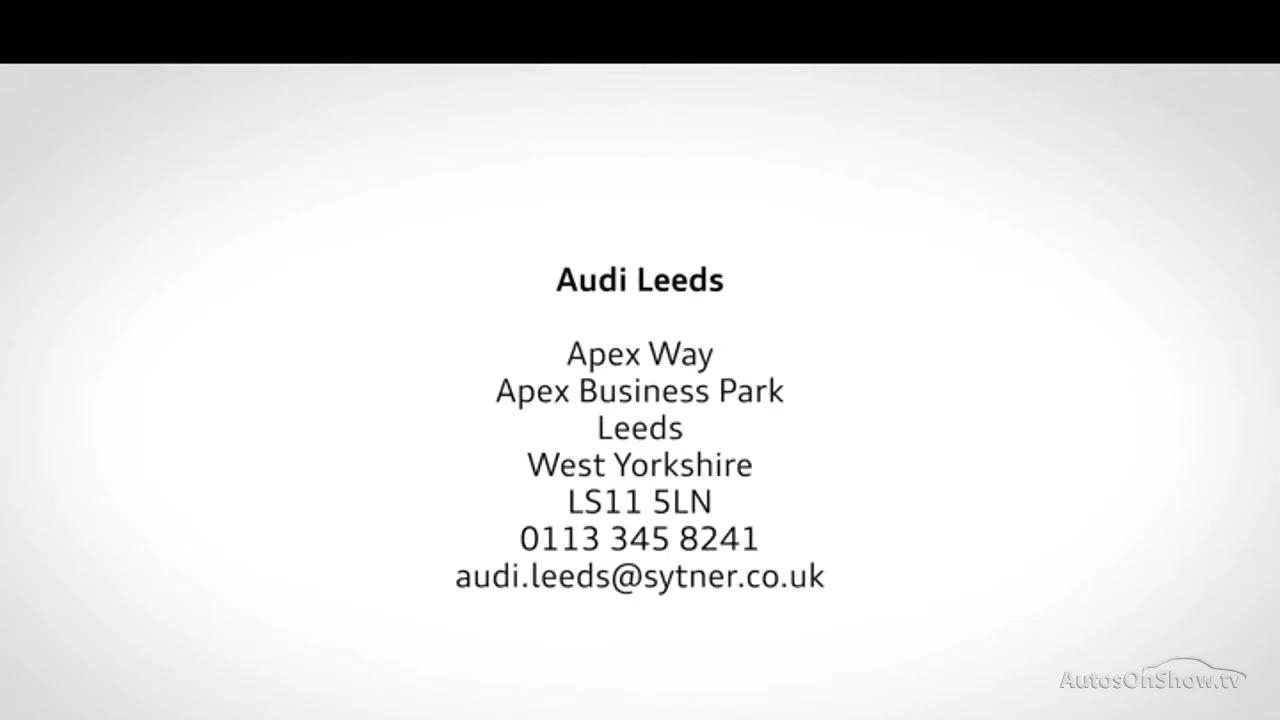 Audi Leeds
Apex Way
Apex Business Park
Leeds
West Yorkshire
LS11 5LN
0113 345 8241
audi.leeds@sytner.co.uk
AutosOnShow.tv